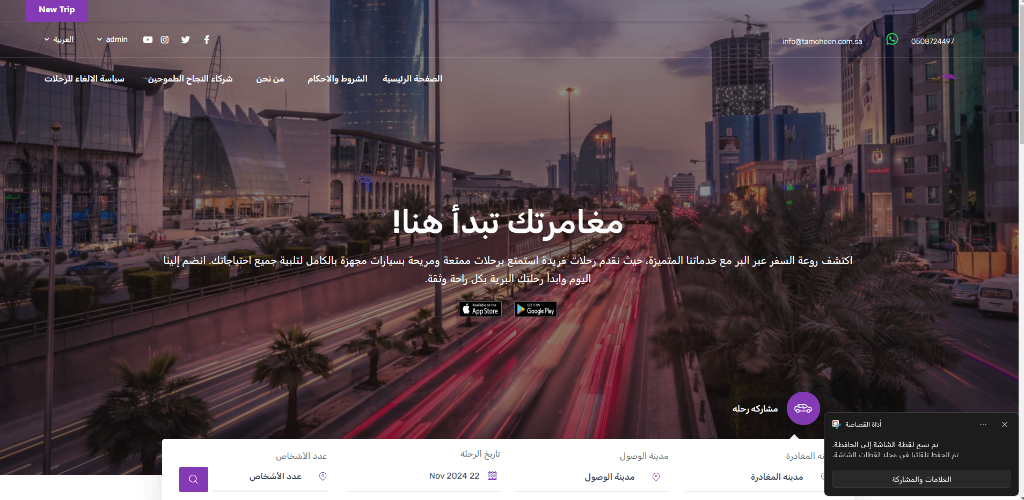 New Trip
0508724497
info@tamoheen.com.sa
admin
العربية
الصفحة الرئيسية
الشروط والاحكام
من نحن
شركاء النجاح الطموحين
سياسة الالغاء للرحلات
مغامرتك تبدأ هنا!
اكتشف روعة السفر عبر البر مع خدماتنا المتميزة، حيث نقدم رحلات فريدة استمتع برحلات ممتعة ومريحة بسيارات مجهزة بالكامل لتلبية جميع احتياجاتك. انضم إلينا
اليوم وابدأ رحلتك البرية بكل راحة وثقة.
App Store
Google Play
مشاركه رحله
المغادرة
مدينه المغادرة
مدينة الوصول
مدينة الوصول
تاريخ الرحلة
22 Nov 2024
عدد الأشخاص
عدد الأشخاص
أداة القصاصة
تم نسخ لقطة الشاشة إلى الحافظة.
تم الحفظ تلقائيًا في مجلد لقطات الشاشة.
العلامات والمشاركة